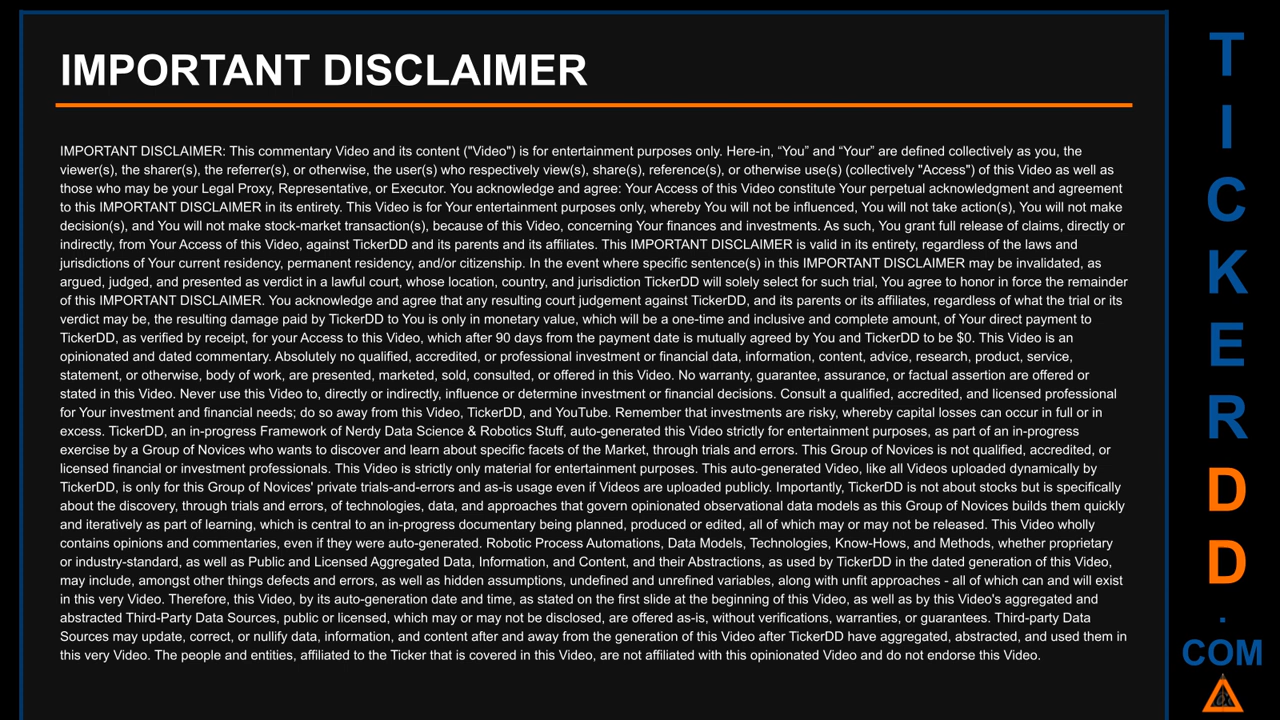 IMPORTANT DISCLAIMER
IMPORTANT DISCLAIMER: This commentary Video and its content ("Video") is for entertainment purposes only. Here-in, “You” and “Your” are defined collectively as you, the
viewer(s), the sharer(s), the referrer(s), or otherwise, the user(s) who respectively view(s), share(s), reference(s), or otherwise use(s) (collectively "Access") of this Video as well as
those who may be your Legal Proxy, Representative, or Executor. You acknowledge and agree: Your Access of this Video constitute Your perpetual acknowledgment and agreement
to this IMPORTANT DISCLAIMER in its entirety. This Video is for Your entertainment purposes only, whereby You will not be influenced, You will not take action(s), You will not make
decision(s), and You will not make stock-market transaction(s), because of this Video, concerning Your finances and investments. As such, You grant full release of claims, directly or
indirectly, from Your Access of this Video, against TickerDD and its parents and its affiliates. This IMPORTANT DISCLAIMER is valid in its entirety, regardless of the laws and
jurisdictions of Your current residency, permanent residency, and/or citizenship. In the event where specific sentence(s) in this IMPORTANT DISCLAIMER may be invalidated, as
argued, judged, and presented as verdict in a lawful court, whose location, country, and jurisdiction TickerDD will solely select for such trial, You agree to honor in force the remainder
of this IMPORTANT DISCLAIMER. You acknowledge and agree that any resulting court judgement against TickerDD, and its parents or its affiliates, regardless of what the trial or its
verdict may be, the resulting damage paid by TickerDD to You is only in monetary value, which will be a one-time and inclusive and complete amount, of Your direct payment to
TickerDD, as verified by receipt, for your Access to this Video, which after 90 days from the payment date is mutually agreed by You and TickerDD to be $0. This Video is an
opinionated and dated commentary. Absolutely no qualified, accredited, or professional investment or financial data, information, content, advice, research, product, service,
statement, or otherwise, body of work, are presented, marketed, sold, consulted, or offered in this Video. No warranty, guarantee, assurance, or factual assertion are offered or
stated in this Video. Never use this Video to, directly or indirectly, influence or determine investment or financial decisions. Consult a qualified, accredited, and licensed professional
for Your investment and financial needs; do so away from this Video, TickerDD, and YouTube. Remember that investments are risky, whereby capital losses can occur in full or in
excess. TickerDD, an in-progress Framework of Nerdy Data Science & Robotics Stuff, auto-generated this Video strictly for entertainment purposes, as part of an in-progress
exercise by a Group of Novices who wants to discover and learn about specific facets of the Market, through trials and errors. This Group of Novices is not qualified, accredited, or
licensed financial or investment professionals. This Video is strictly only material for entertainment purposes. This auto-generated Video, like all Videos uploaded dynamically by
TickerDD, is only for this Group of Novices' private trials-and-errors and as-is usage even if Videos are uploaded publicly. Importantly, TickerDD is not about stocks but is specifically
about the discovery, through trials and errors, of technologies, data, and approaches that govern opinionated observational data models as this Group of Novices builds them quickly
and iteratively as part of learning, which is central to an in-progress documentary being planned, produced or edited, all of which may or may not be released. This Video wholly
contains opinions and commentaries, even if they were auto-generated. Robotic Process Automations, Data Models, Technologies, Know-Hows, and Methods, whether proprietary
or industry-standard, as well as Public and Licensed Aggregated Data, Information, and Content, and their Abstractions, as used by TickerDD in the dated generation of this Video,
may include, amongst other things defects and errors, as well as hidden assumptions, undefined and unrefined variables, along with unfit approaches - all of which can and will exist
in this very Video. Therefore, this Video, by its auto-generation date and time, as stated on the first slide at the beginning of this Video, as well as by this Video's aggregated and
abstracted Third-Party Data Sources, public or licensed, which may or may not be disclosed, are offered as-is, without verifications, warranties, or guarantees. Third-party Data
Sources may update, correct, or nullify data, information, and content after and away from the generation of this Video after TickerDD have aggregated, abstracted, and used them in
this very Video. The people and entities, affiliated to the Ticker that is covered in this Video, are not affiliated with this opinionated Video and do not endorse this Video.
T
I
C
K
E
R
D
D
.
COM